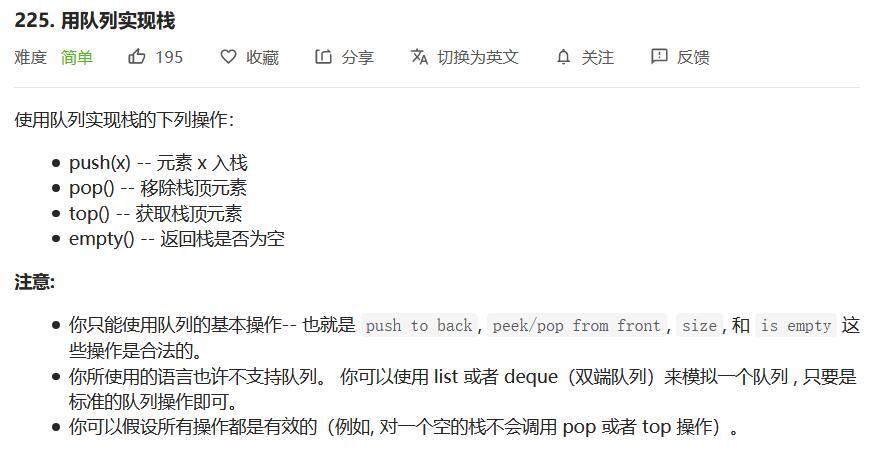 225. 用队列实现栈
难度 简单 195 收藏 分享 切换为英文 关注 反馈
使用队列实现栈的下列操作：
push(x) -- 元素 x 入栈
pop() -- 移除栈顶元素
top() -- 获取栈顶元素
empty() -- 返回栈是否为空
注意:
你只能使用队列的基本操作-- 也就是 push to back, peek/pop from front, size, 和 is empty 这
些操作是合法的。
你所使用的语言也许不支持队列。 你可以使用 list 或者 deque（双端队列）来模拟一个队列 , 只要是
标准的队列操作即可。
你可以假设所有操作都是有效的（例如, 对一个空的栈不会调用 pop 或者 top 操作）。